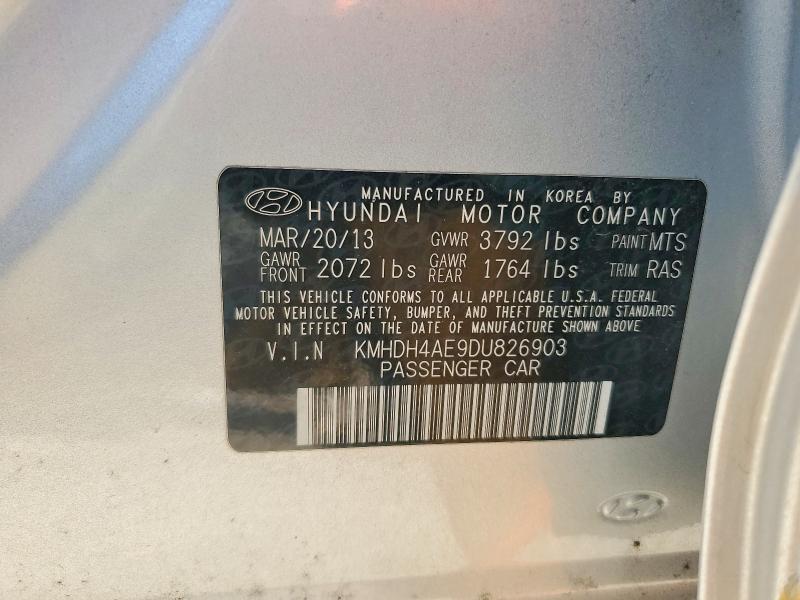 MANUFACTURED IN KOREA BY
HYUNDAI MOTOR COMPANY
MAR/20/13 GVWR 3792 lbs PAINT MTS
GAWR FRONT 2072 lbs GAWR REAR 1764 lbs TRIM RAS
THIS VEHICLE CONFORMS TO ALL APPLICABLE U.S.A. FEDERAL
MOTOR VEHICLE SAFETY, BUMPER, AND THEFT PREVENTION STANDARDS
IN EFFECT ON THE DATE OF MANUFACTURE SHOWN ABOVE
V.I.N KMHDH4AE9DU826903
PASSENGER CAR